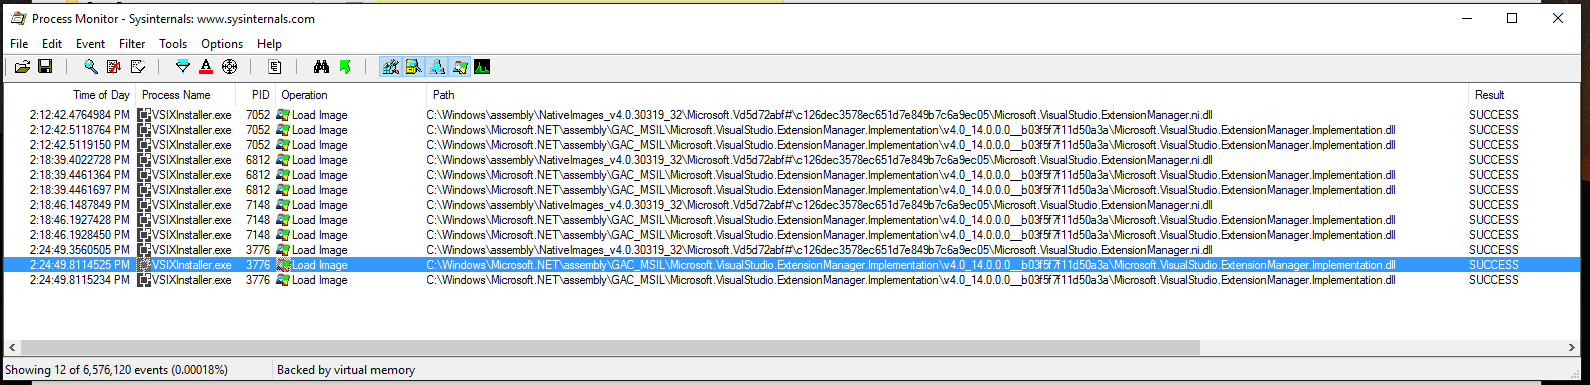 Process Monitor - Sysinternals: www.sysinternals.com
File Edit Event Filter Tools Options Help
Time of Day Process Name PID Operation Path Result
2:12:42.4764984 PM VSIXInstaller.exe 7052 Load Image C:\Windows\assembly\NativeImages_v4.0.30319_32\Microsoft.Vd5d72abf#\c126dec3578ec651d7e849b7c6a9ec05\Microsoft.VisualStudio.ExtensionManager.ni.dll SUCCESS
2:12:42.5118764 PM VSIXInstaller.exe 7052 Load Image C:\Windows\Microsoft.NET\assembly\GAC_MSIL\Microsoft.VisualStudio.ExtensionManager.Implementation\v4.0_14.0.0.0__b03f5f7f11d50a3a\Microsoft.VisualStudio.ExtensionManager.Implementation.dll SUCCESS
2:12:42.5119150 PM VSIXInstaller.exe 7052 Load Image C:\Windows\Microsoft.NET\assembly\GAC_MSIL\Microsoft.VisualStudio.ExtensionManager.Implementation\v4.0_14.0.0.0__b03f5f7f11d50a3a\Microsoft.VisualStudio.ExtensionManager.Implementation.dll SUCCESS
2:18:39.4022728 PM VSIXInstaller.exe 6812 Load Image C:\Windows\assembly\NativeImages_v4.0.30319_32\Microsoft.Vd5d72abf#\c126dec3578ec651d7e849b7c6a9ec05\Microsoft.VisualStudio.ExtensionManager.ni.dll SUCCESS
2:18:39.4461364 PM VSIXInstaller.exe 6812 Load Image C:\Windows\Microsoft.NET\assembly\GAC_MSIL\Microsoft.VisualStudio.ExtensionManager.Implementation\v4.0_14.0.0.0__b03f5f7f11d50a3a\Microsoft.VisualStudio.ExtensionManager.Implementation.dll SUCCESS
2:18:39.4461697 PM VSIXInstaller.exe 6812 Load Image C:\Windows\Microsoft.NET\assembly\GAC_MSIL\Microsoft.VisualStudio.ExtensionManager.Implementation\v4.0_14.0.0.0__b03f5f7f11d50a3a\Microsoft.VisualStudio.ExtensionManager.Implementation.dll SUCCESS
2:18:46.1487849 PM VSIXInstaller.exe 7148 Load Image C:\Windows\assembly\NativeImages_v4.0.30319_32\Microsoft.Vd5d72abf#\c126dec3578ec651d7e849b7c6a9ec05\Microsoft.VisualStudio.ExtensionManager.ni.dll SUCCESS
2:18:46.1927428 PM VSIXInstaller.exe 7148 Load Image C:\Windows\Microsoft.NET\assembly\GAC_MSIL\Microsoft.VisualStudio.ExtensionManager.Implementation\v4.0_14.0.0.0__b03f5f7f11d50a3a\Microsoft.VisualStudio.ExtensionManager.Implementation.dll SUCCESS
2:18:46.1928450 PM VSIXInstaller.exe 7148 Load Image C:\Windows\Microsoft.NET\assembly\GAC_MSIL\Microsoft.VisualStudio.ExtensionManager.Implementation\v4.0_14.0.0.0__b03f5f7f11d50a3a\Microsoft.VisualStudio.ExtensionManager.Implementation.dll SUCCESS
2:24:49.3560505 PM VSIXInstaller.exe 3776 Load Image C:\Windows\assembly\NativeImages_v4.0.30319_32\Microsoft.Vd5d72abf#\c126dec3578ec651d7e849b7c6a9ec05\Microsoft.VisualStudio.ExtensionManager.ni.dll SUCCESS
2:24:49.8114525 PM VSIXInstaller.exe 3776 Load Image C:\Windows\Microsoft.NET\assembly\GAC_MSIL\Microsoft.VisualStudio.ExtensionManager.Implementation\v4.0_14.0.0.0__b03f5f7f11d50a3a\Microsoft.VisualStudio.ExtensionManager.Implementation.dll SUCCESS
2:24:49.8115234 PM VSIXInstaller.exe 3776 Load Image C:\Windows\Microsoft.NET\assembly\GAC_MSIL\Microsoft.VisualStudio.ExtensionManager.Implementation\v4.0_14.0.0.0__b03f5f7f11d50a3a\Microsoft.VisualStudio.ExtensionManager.Implementation.dll SUCCESS
Showing 12 of 6,576,120 events (0.00018%) Backed by virtual memory